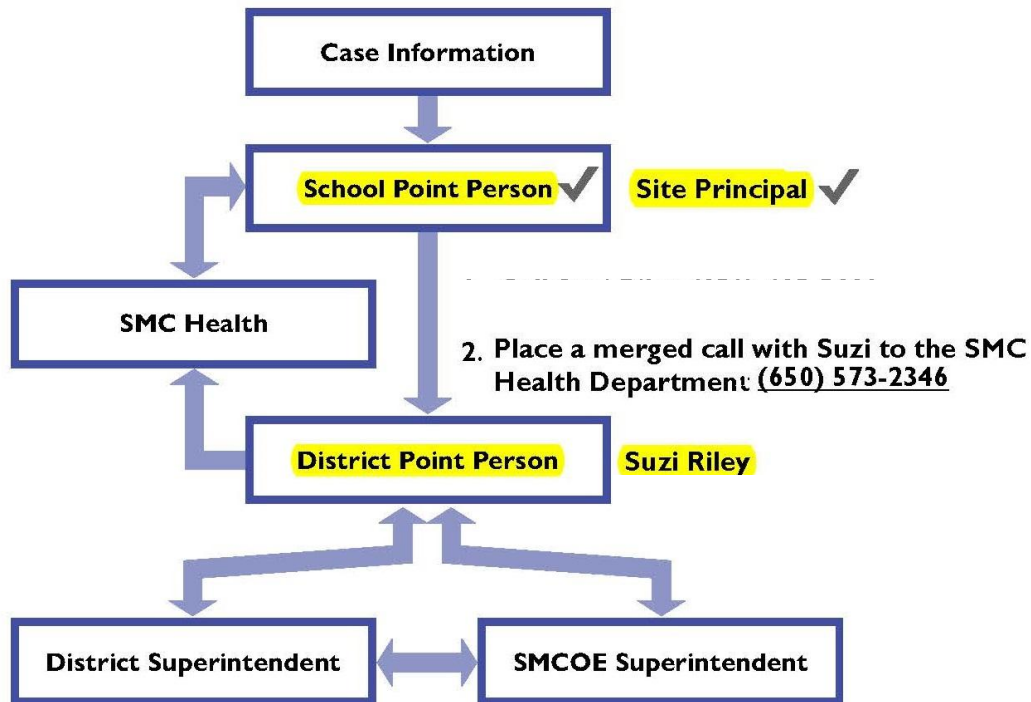 Case Information
School Point Person
Site Principal
SMC Health
2. Place a merged call with Suzi to the SMC
Health Department (650) 573-2346
District Point Person
Suzi Riley
District Superintendent
SMCOE Superintendent